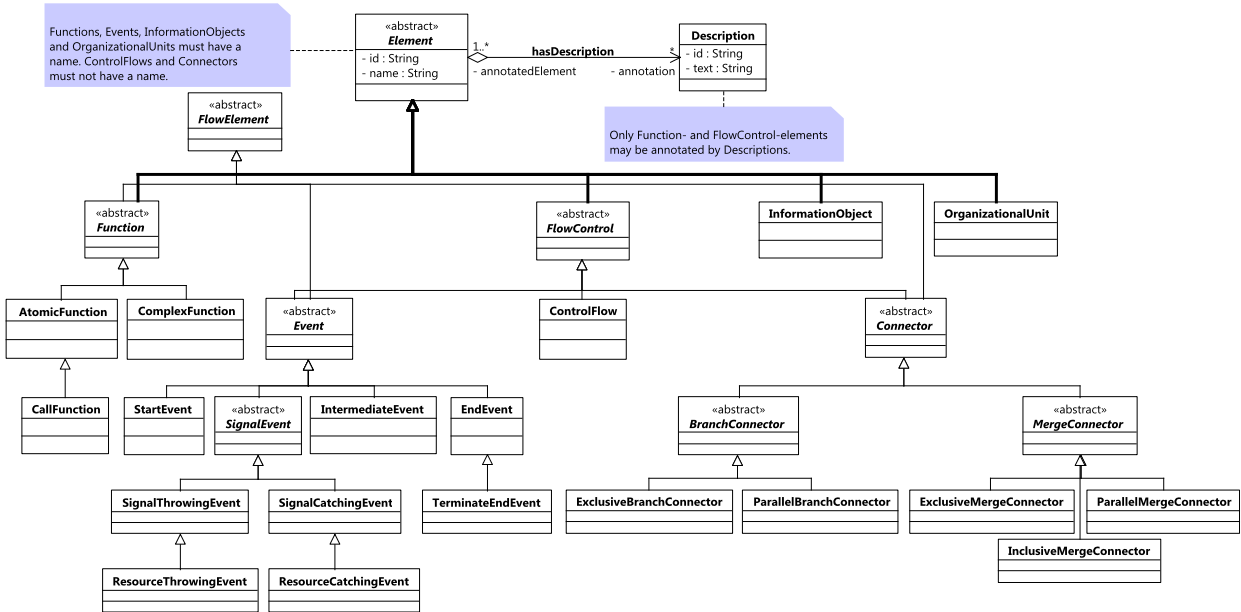 Functions, Events, InformationObjects
and OrganizationalUnits must have a
name. ControlFlows and Connectors
must not have a name.
«abstract»
Element
- id : String
- name : String
1..*
hasDescription
*
- annotatedElement
- annotation
Description
- id : String
- text : String
«abstract»
FlowElement
Only Function- and FlowControl-elements
may be annotated by Descriptions.
«abstract»
Function
«abstract»
FlowControl
InformationObject
OrganizationalUnit
AtomicFunction
ComplexFunction
«abstract»
Event
ControlFlow
«abstract»
Connector
CallFunction
StartEvent
«abstract»
SignalEvent
IntermediateEvent
EndEvent
«abstract»
BranchConnector
«abstract»
MergeConnector
SignalThrowingEvent
SignalCatchingEvent
TerminateEndEvent
ExclusiveBranchConnector
ParallelBranchConnector
ExclusiveMergeConnector
ParallelMergeConnector
InclusiveMergeConnector
ResourceThrowingEvent
ResourceCatchingEvent